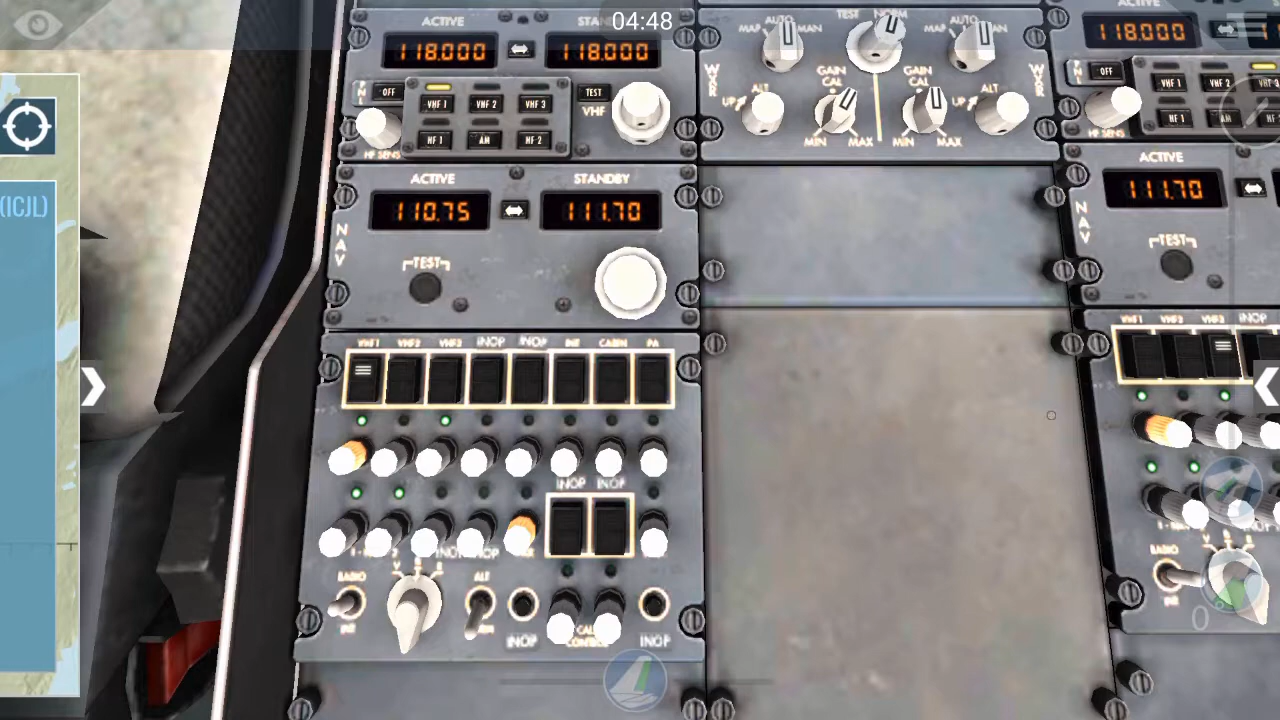 04:48
ACTIVE
118.000
118.000
OFF
VHF 1 VHF 2 VHF 3
HF 1 AM HF 2
HF SENS
TEST
VHF
ACTIVE STANDBY
110.75 111.70
NAV
TEST
VHF1 VHF2 VHF3 INOP INOP INT CABIN PA
INOP INOP
RADIO
ALT
INOP
INOP
MAP AUTO MAN
TEST NORM
MAP AUTO
WXR
GAIN
CAL
GAIN
CAL
WXR
UP ALT
ALT
UP
MIN MAX
MIN MAX
ACTIVE
118.000
OFF
VHF 1 VHF 2
HF 1 AM
HF SENS
ACTIVE
111.70
NAV
TEST
VHF1 VHF2 VHF3 INOP
RADIO
0
(ICJL)